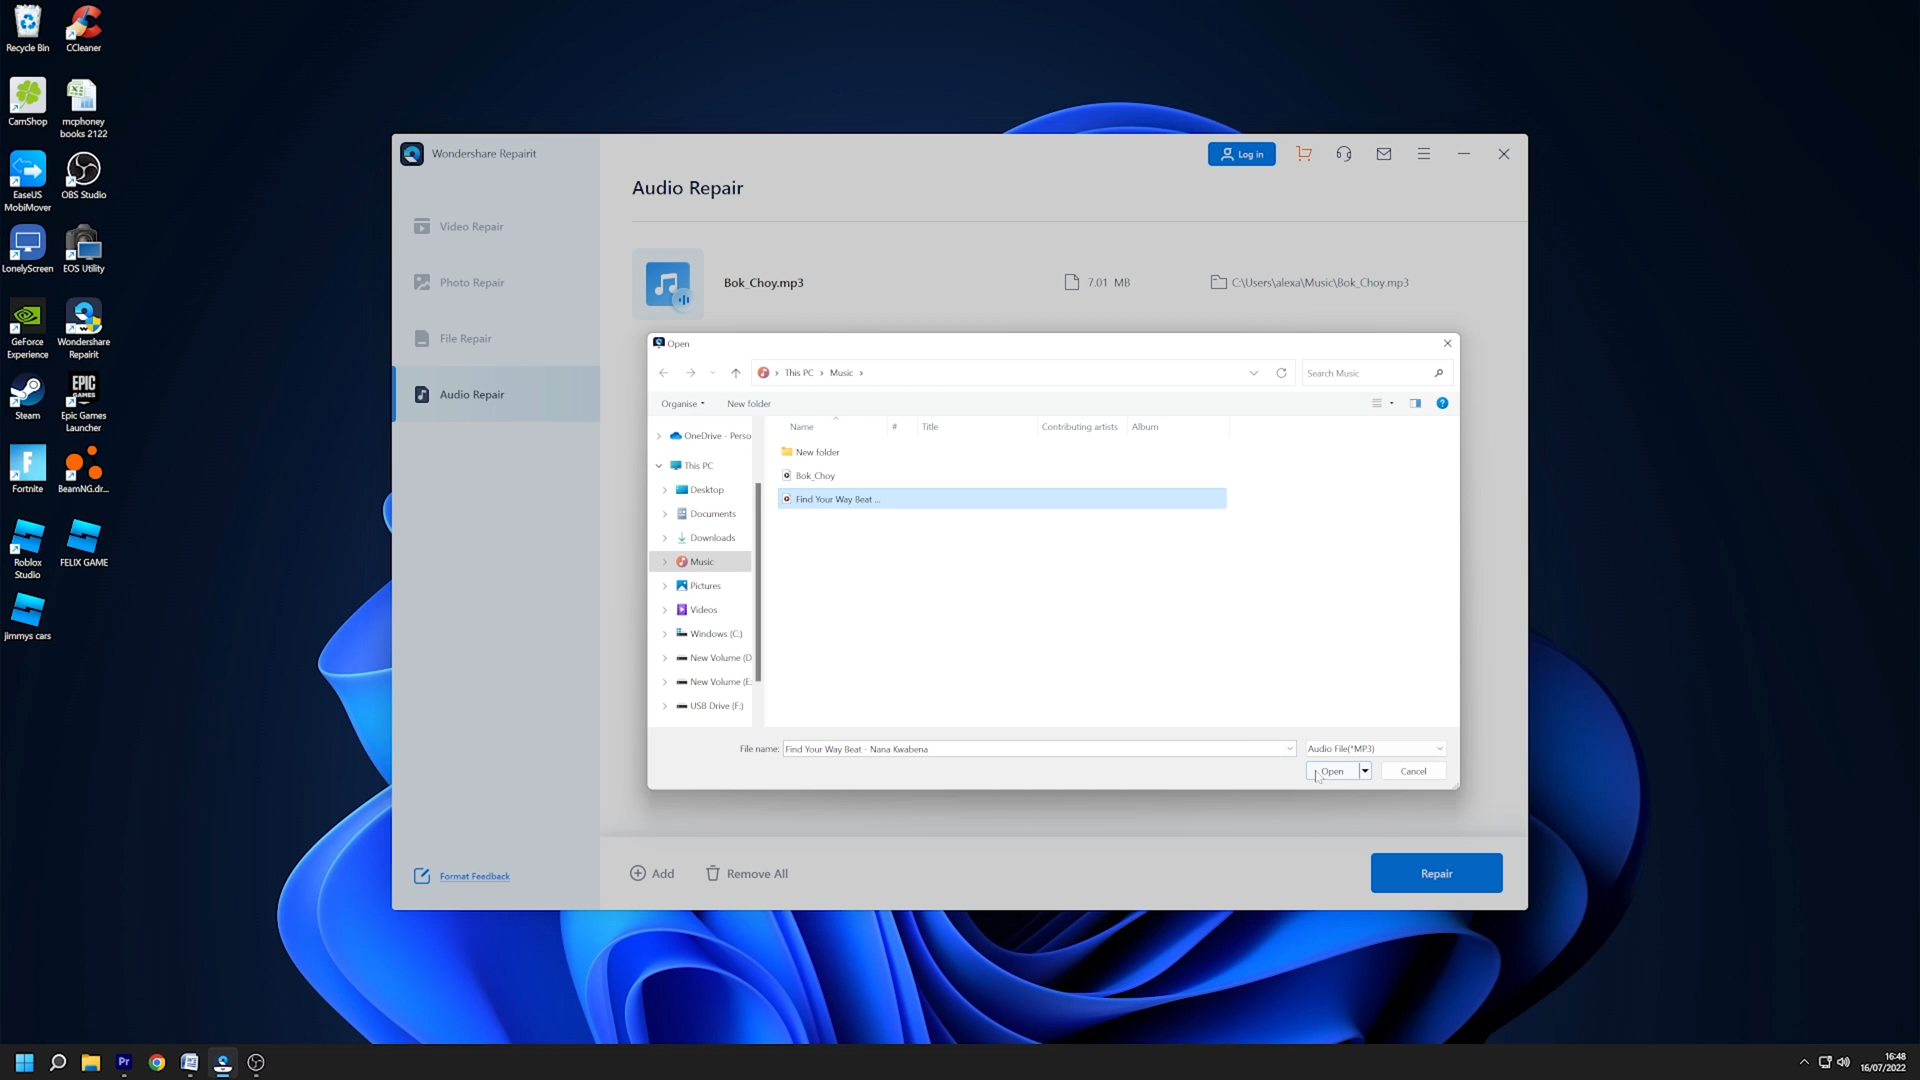 Recycle Bin
CCleaner
CamShop
mcphoney
books 2122
EaseUS
MobiMover
OBS Studio
LonelyScreen
EOS Utility
GeForce
Experience
Wondershare
Repairit
Steam
EPIC
GAMES
Epic Games
Launcher
Fortnite
BeamNG.dr...
Roblox
Studio
FELIX GAME
jimmys cars
Wondershare Repairit
Log in
Video Repair
Photo Repair
File Repair
Audio Repair
Format Feedback
Audio Repair
Bok_Choy.mp3
7.01 MB
C:\Users\alexa\Music\Bok_Choy.mp3
Open
This PC > Music >
Search Music
Organise
New folder
OneDrive - Perso
This PC
Desktop
Documents
Downloads
Music
Pictures
Videos
Windows (C:)
New Volume (D
New Volume (E:
USB Drive (F:)
Name
#
Title
Contributing artists
Album
New folder
Bok_Choy
Find Your Way Beat ...
File name:
Find Your Way Beat - Nana Kwabena
Audio File(*MP3)
Open
Cancel
Add
Remove All
Repair
Pr
16:48
16/07/2022